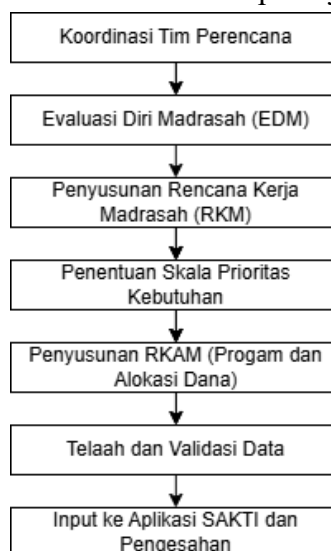 Koordinasi Tim Perencana
Evaluasi Diri Madrasah (EDM)
Penyusunan Rencana Kerja
Madrasah (RKM)
Penentuan Skala Prioritas
Kebutuhan
Penyusunan RKAM (Progam dan
Alokasi Dana)
Telaah dan Validasi Data
Input ke Aplikasi SAKTI dan
Pengesahan